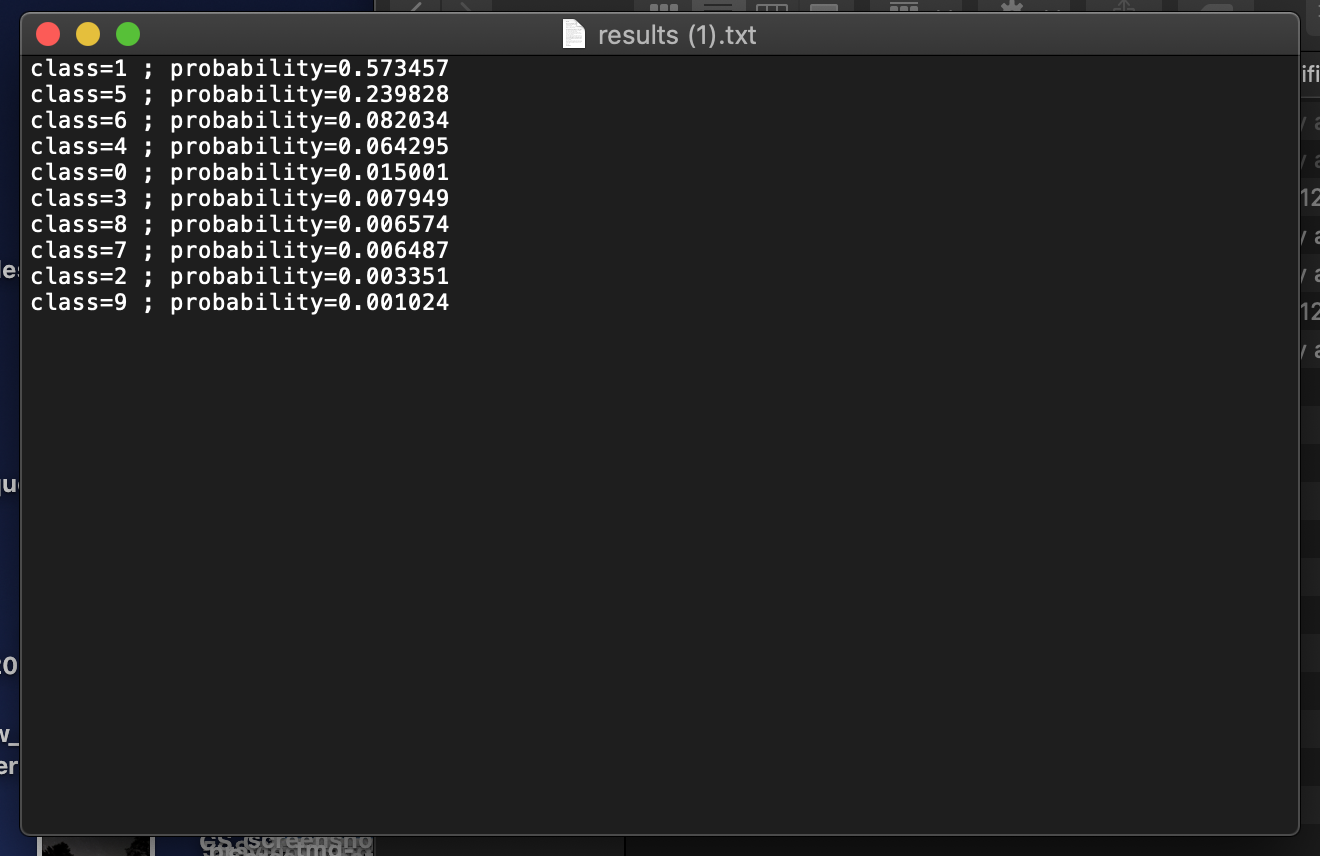 results (1).txt
class=1 ; probability=0.573457
class=5 ; probability=0.239828
class=6 ; probability=0.082034
class=4 ; probability=0.064295
class=0 ; probability=0.015001
class=3 ; probability=0.007949
class=8 ; probability=0.006574
class=7 ; probability=0.006487
class=2 ; probability=0.003351
class=9 ; probability=0.001024